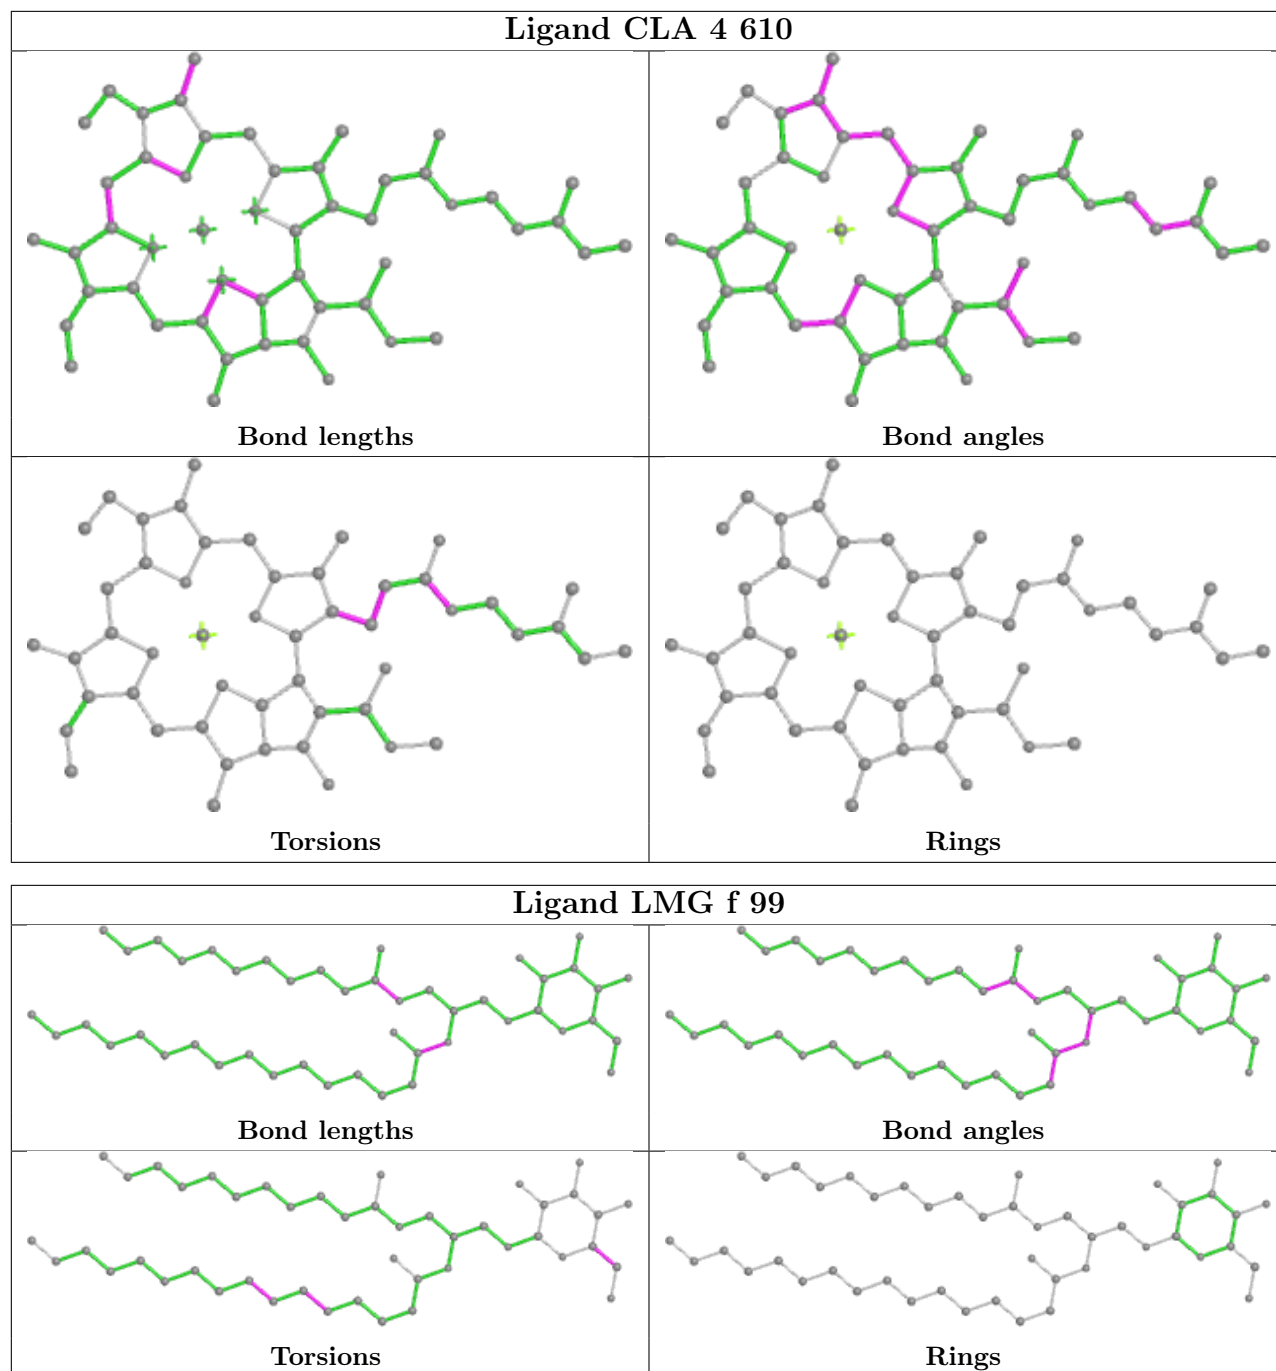 Ligand CLA 4 610
Bond lengths
Bond angles
Torsions
Rings
Ligand LMG f 99
Bond lengths
Bond angles
Torsions
Rings